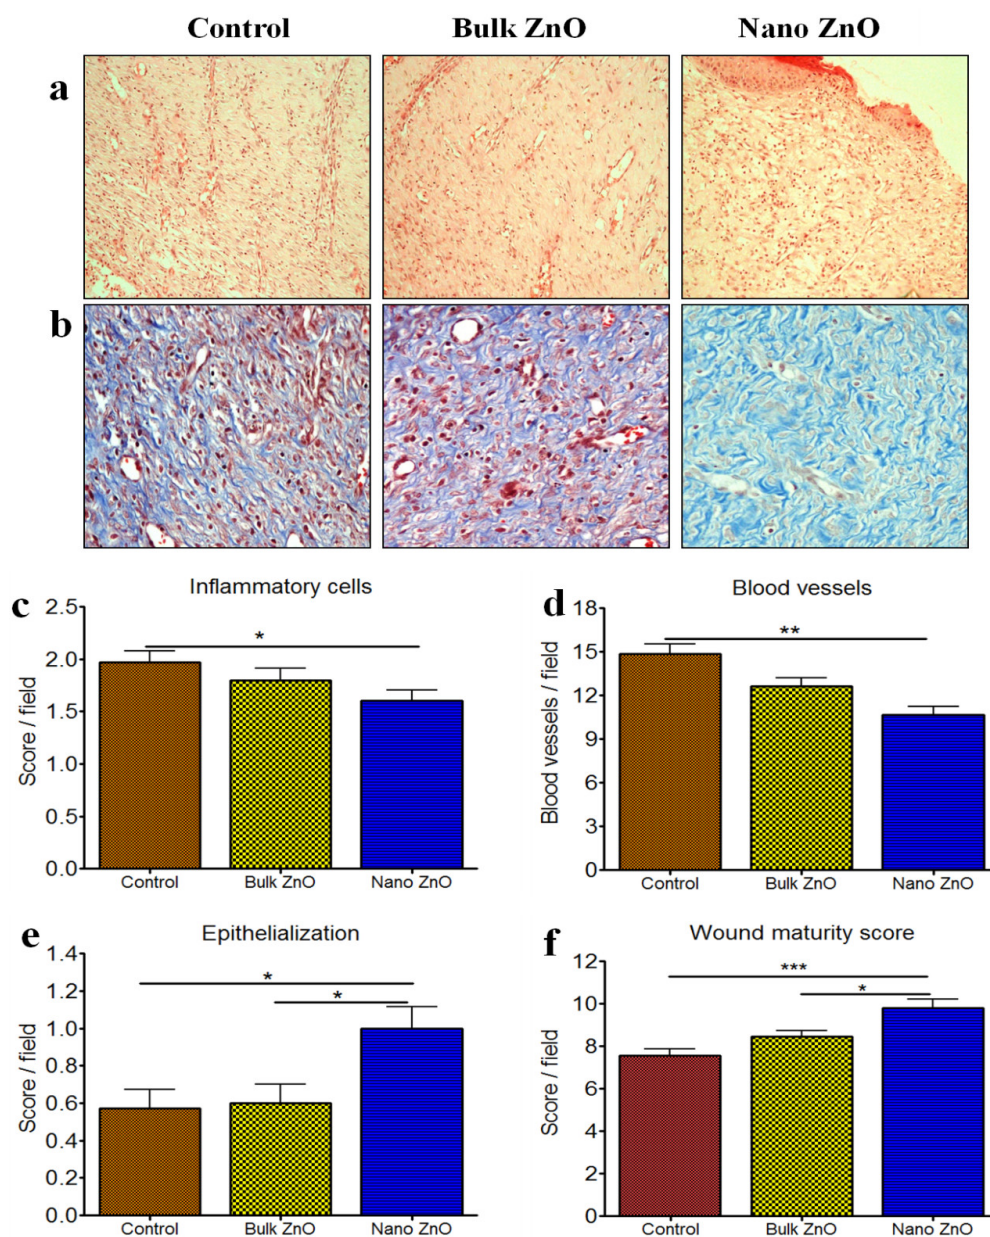 Control Bulk ZnO Nano ZnO
a
b
c
Inflammatory cells
Score / field
2.5
2.0
1.5
1.0
0.5
0.0
*
Control Bulk ZnO Nano ZnO
d
Blood vessels
Blood vessels / field
18
15
12
9
6
3
0
**
Control Bulk ZnO Nano ZnO
e
Epithelialization
Score / field
1.4
1.2
1.0
0.8
0.6
0.4
0.2
0.0
*
*
Control Bulk ZnO Nano ZnO
f
Wound maturity score
Score / field
12
10
8
6
4
2
0
***
*
Control Bulk ZnO Nano ZnO